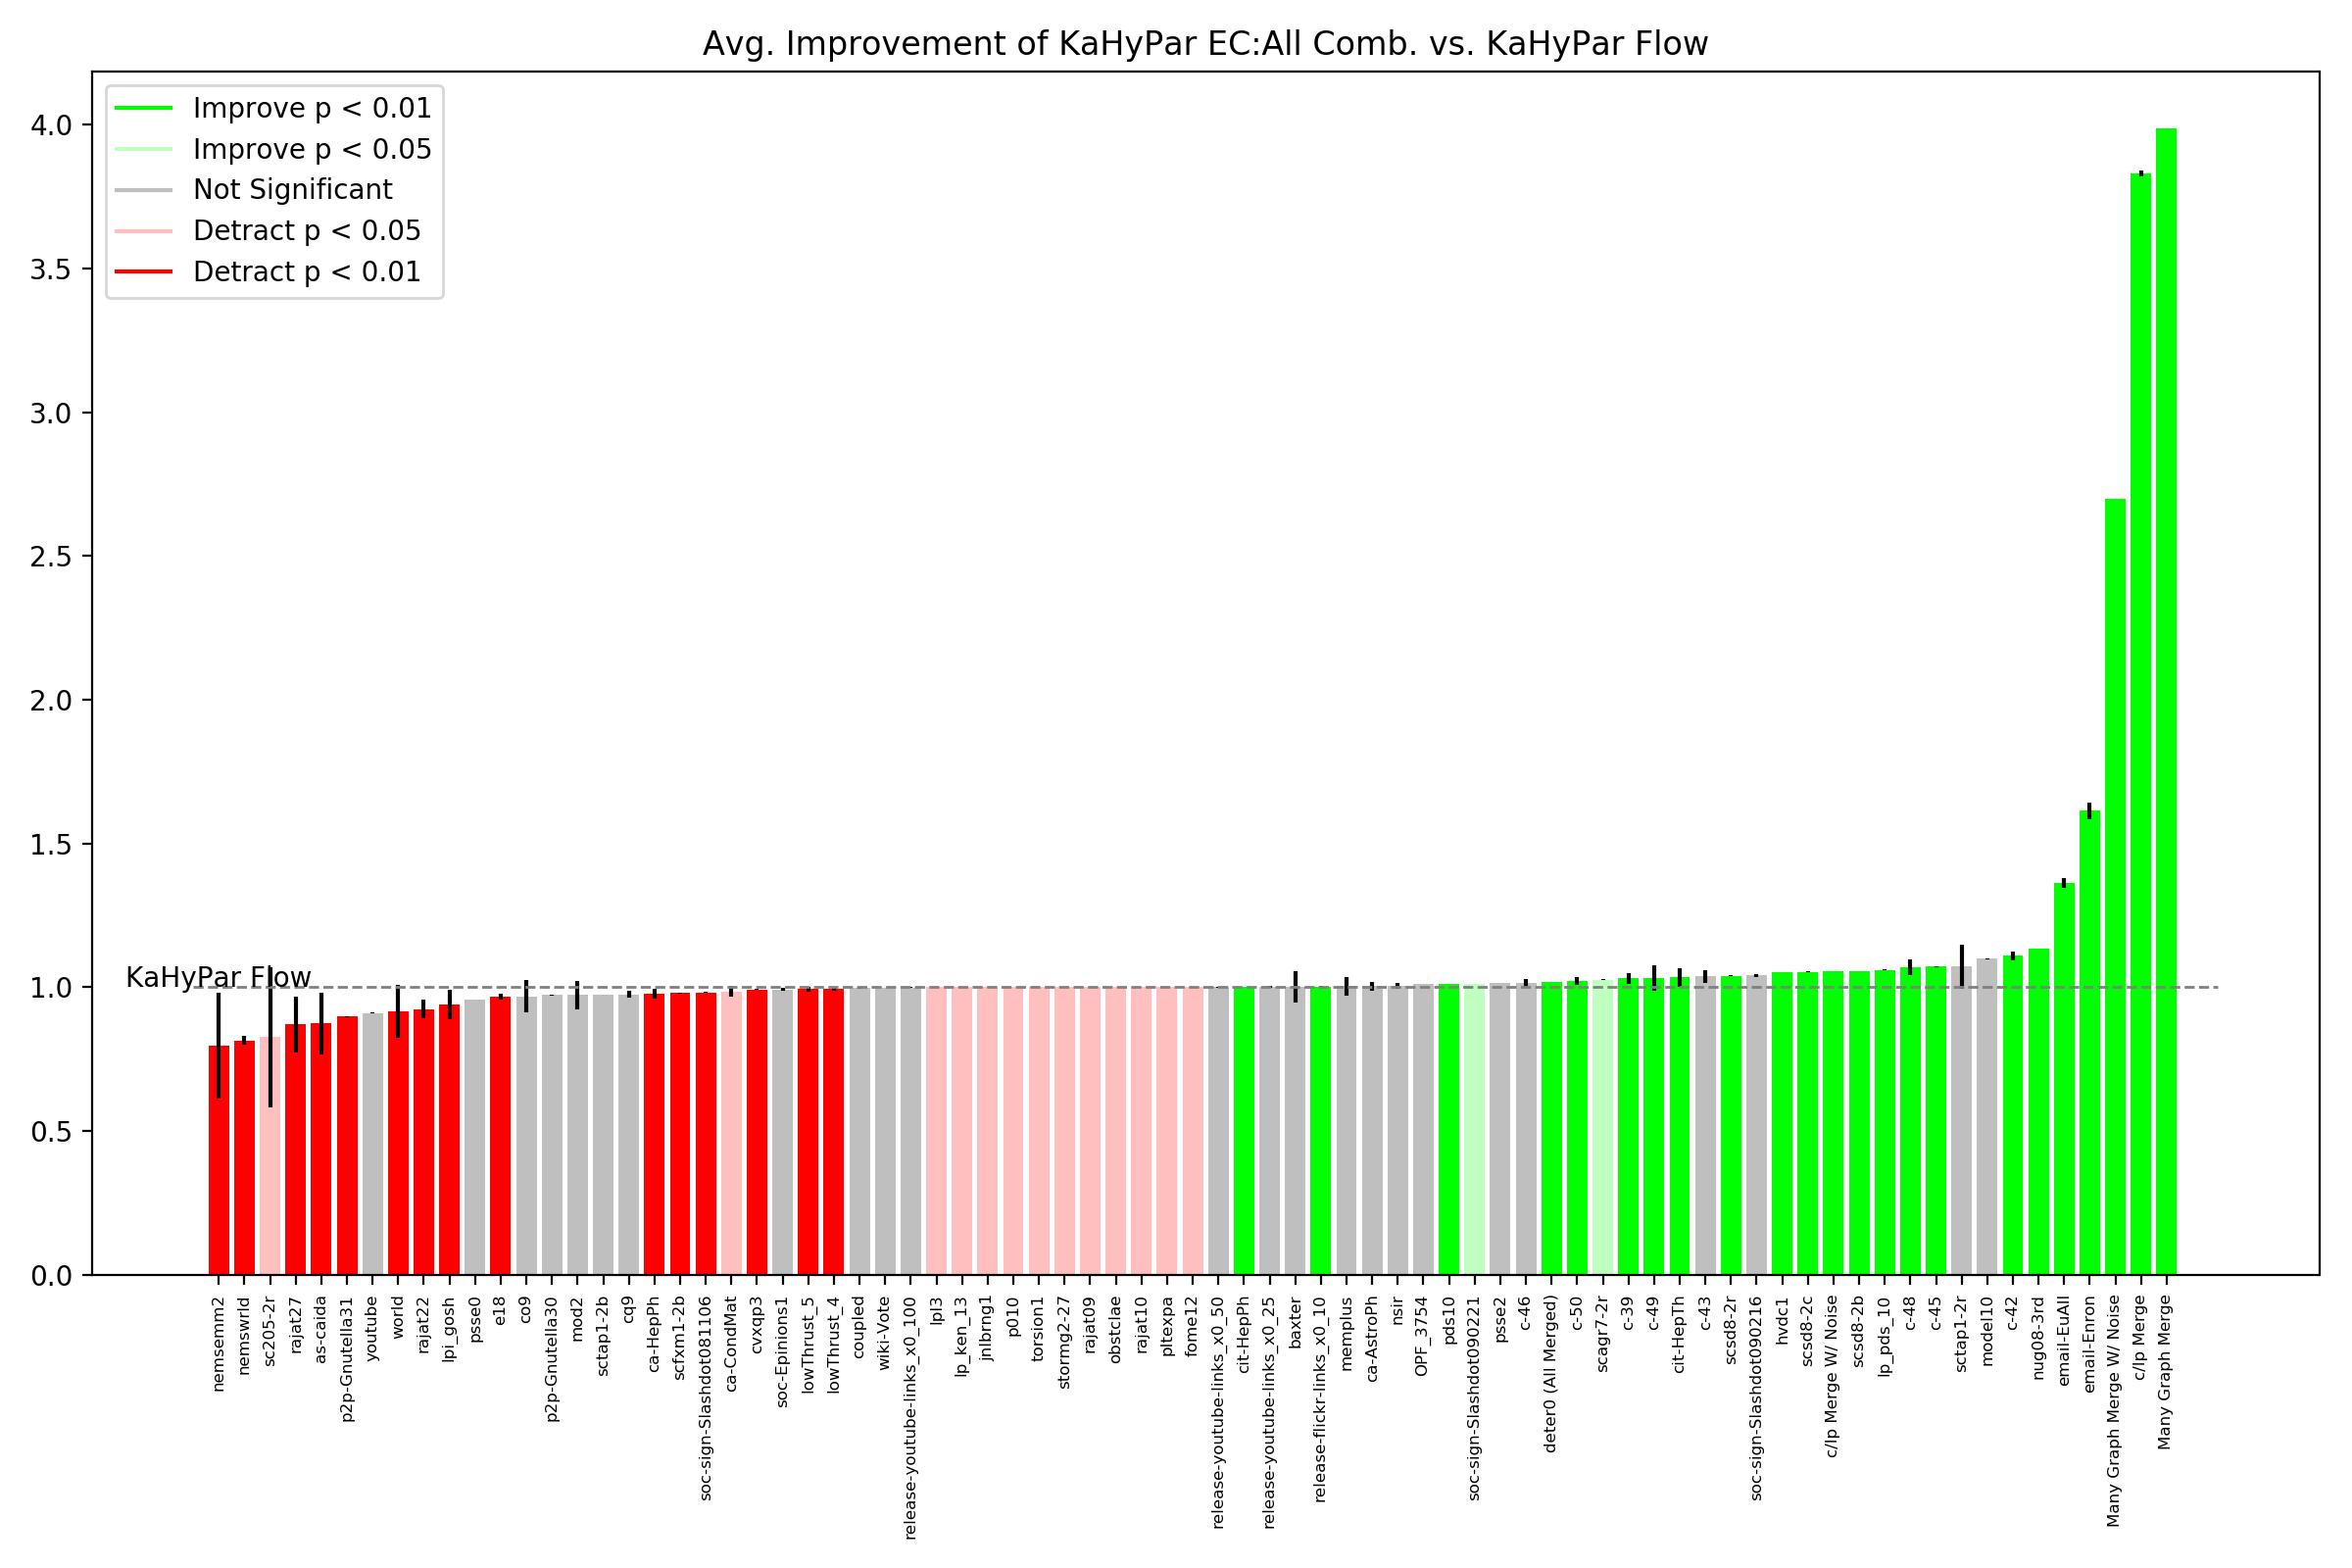 Avg. Improvement of KaHyPar EC:All Comb. vs. KaHyPar Flow
Improve p < 0.01
Improve p < 0.05
Not Significant
Detract p < 0.05
Detract p < 0.01
4.0
3.5
3.0
2.5
2.0
1.5
1.0
0.5
0.0
KaHyPar Flow
nemsemm2
nemswrld
sc205-2r
rajat27
as-caida
p2p-Gnutella31
youtube
world
rajat22
lpi_gosh
psse0
e18
co9
p2p-Gnutella30
mod2
sctap1-2b
cq9
ca-HepPh
scfxm1-2b
soc-sign-Slashdot081106
ca-CondMat
cvxqp3
soc-Epinions1
lowThrust_5
lowThrust_4
coupled
wiki-Vote
release-youtube-links_x0_100
lpl3
lp_ken_13
jnlbrng1
p010
torsion1
stormg2-27
rajat09
obstclae
rajat10
pltexpa
fome12
release-youtube-links_x0_50
cit-HepPh
release-youtube-links_x0_25
baxter
release-flickr-links_x0_10
memplus
ca-AstroPh
nsir
OPF_3754
pds10
soc-sign-Slashdot090221
psse2
c-46
deter0 (All Merged)
c-50
scagr7-2r
c-39
c-49
cit-HepTh
c-43
scsd8-2r
soc-sign-Slashdot090216
hvdc1
scsd8-2c
c/lp Merge W/ Noise
scsd8-2b
lp_pds_10
c-48
c-45
sctap1-2r
model10
c-42
nug08-3rd
email-EuAll
email-Enron
Many Graph Merge W/ Noise
c/lp Merge
Many Graph Merge